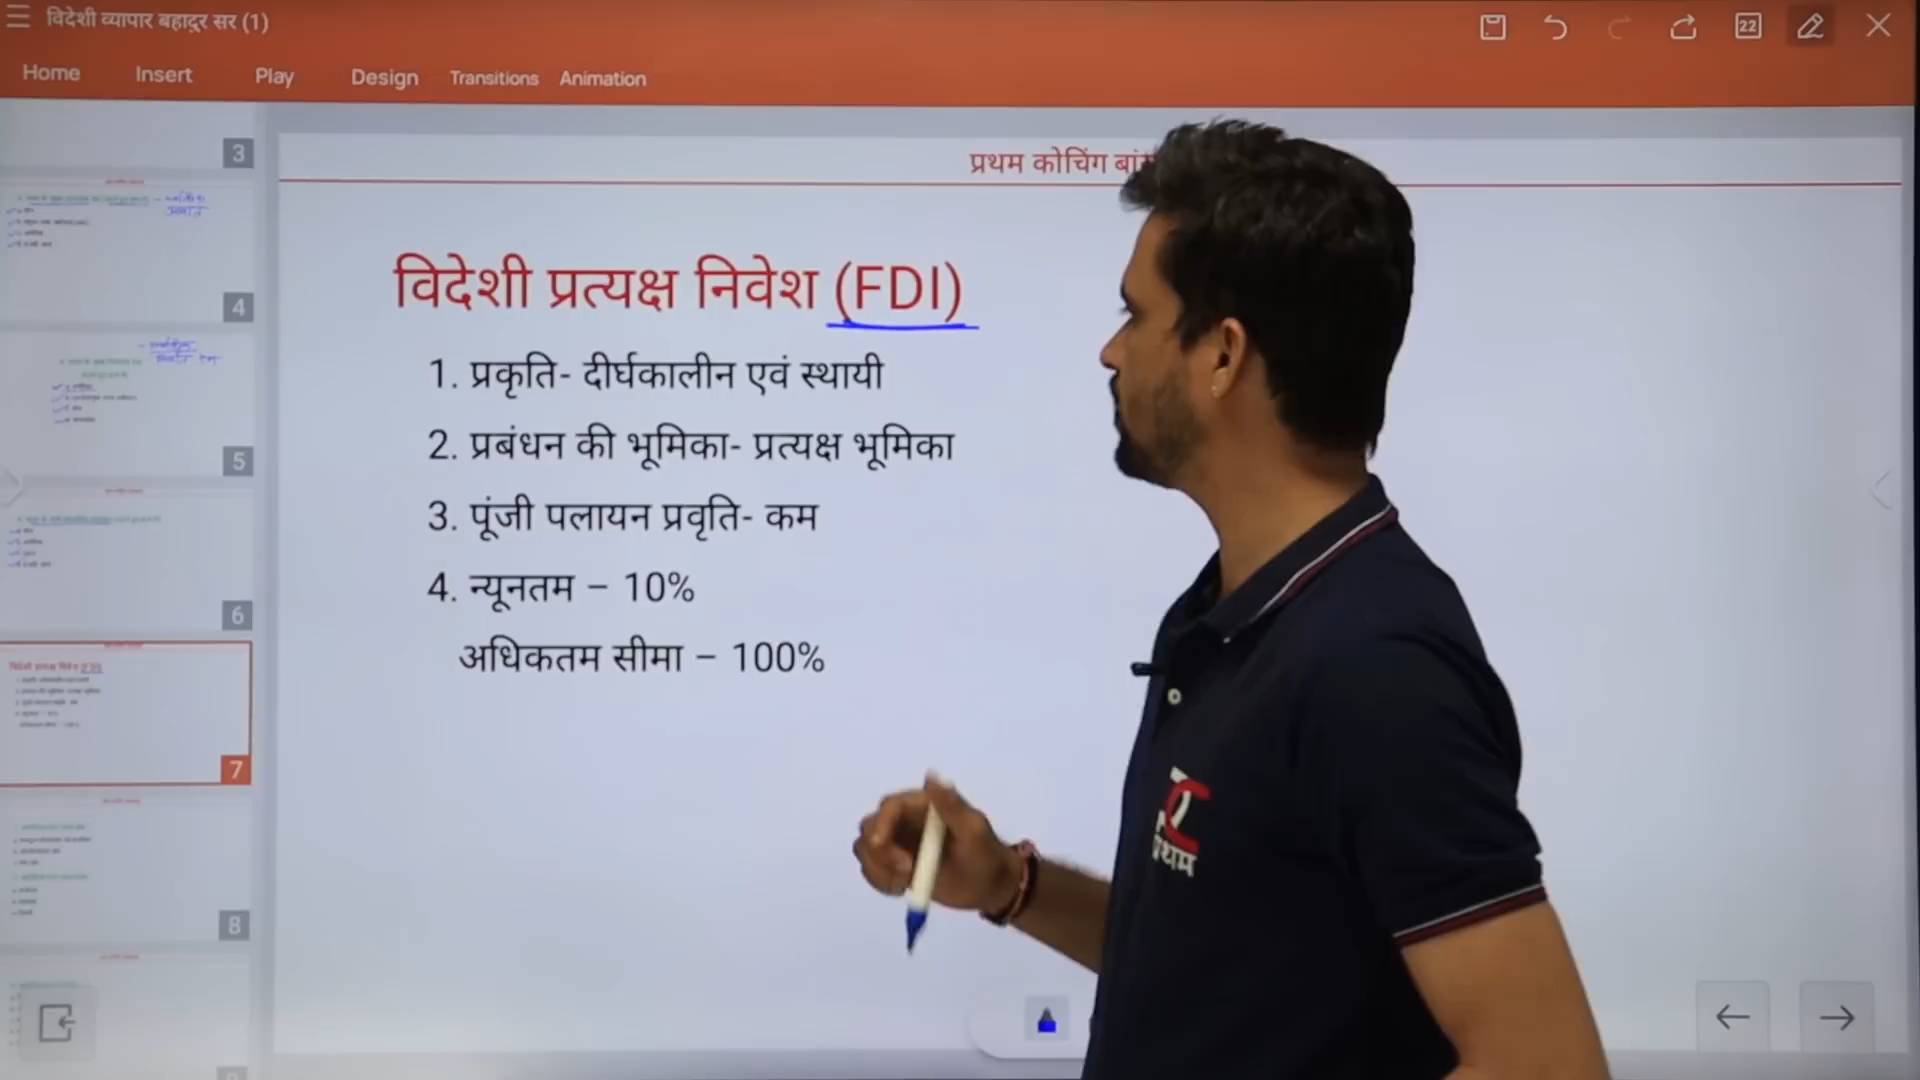 विदेशी व्यापार बहादुर सर (1)
22
Home Insert Play Design Transitions Animation
3
4
5
6
7
8
प्रथम कोचिंग
विदेशी प्रत्यक्ष निवेश (FDI)
1. प्रकृति- दीर्घकालीन एवं स्थायी
2. प्रबंधन की भूमिका- प्रत्यक्ष भूमिका
3. पूंजी पलायन प्रवृति- कम
4. न्यूनतम – 10%
अधिकतम सीमा – 100%
प्रथम